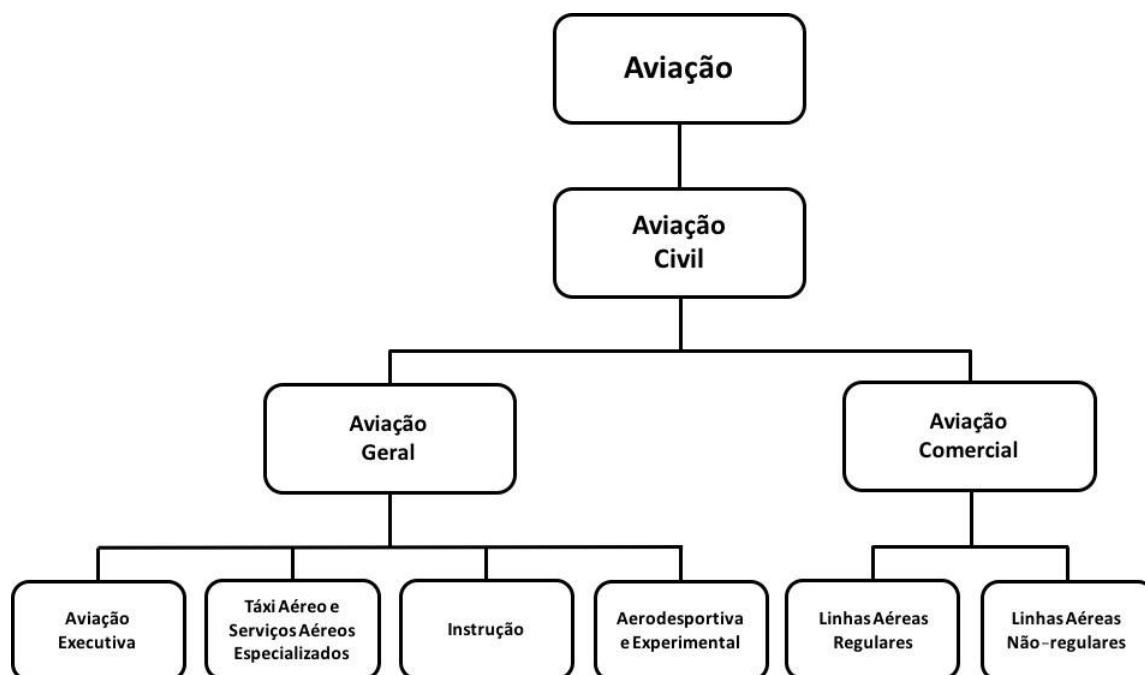 Aviação
Aviação
Civil
Aviação
Geral
Aviação
Comercial
Aviação
Executiva
Táxi Aéreo e
Serviços Aéreos
Especializados
Instrução
Aerodesportiva
e Experimental
Linhas Aéreas
Regulares
Linhas Aéreas
Não-regulares